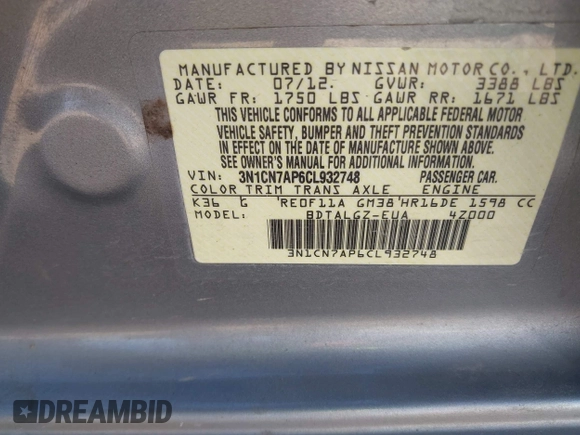 MANUFACTURED BY NISSAN MOTOR CO., LTD.
DATE: 07/12. GVWR: 3388 LBS
GAWR FR: 1750 LBS GAWR RR: 1671 LBS
THIS VEHICLE CONFORMS TO ALL APPLICABLE FEDERAL MOTOR
VEHICLE SAFETY, BUMPER AND THEFT PREVENTION STANDARDS
IN EFFECT ON THE DATE OF MANUFACTURE SHOWN ABOVE.
SEE OWNER'S MANUAL FOR ADDITIONAL INFORMATION.
VIN: 3N1CN7AP6CL932748 PASSENGER CAR.
COLOR TRIM TRANS AXLE ENGINE
K36 G 'RE0F11A GM38'HR16DE 1598 CC
MODEL: BDTALGZ-EUA 4Z000
3N1CN7AP6CL932748
DREAMBID